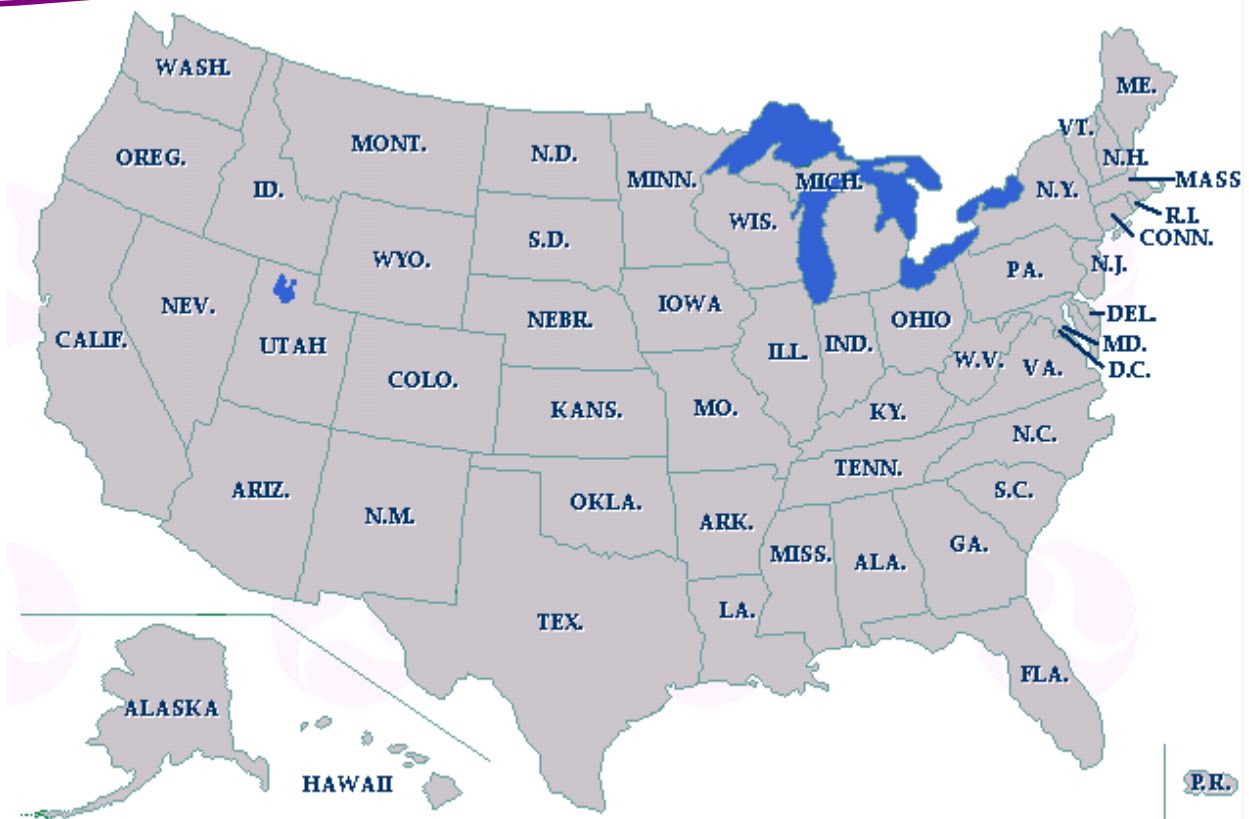 WASH.
ME.
VT.
MONT.
N.D.
OREG.
N.H.
MINN.
MICH.
MASS
ID.
N.Y.
R.I.
WIS.
S.D.
CONN.
WYO.
PA.
N.J.
NEV.
IOWA
DEL.
NEBR.
OHIO
CALIF.
UTAH
ILL.
IND.
MD.
W.V.
VA.
D.C.
COLO.
KANS.
MO.
KY.
N.C.
TENN.
ARIZ.
S.C.
OKLA.
N.M.
ARK.
GA.
MISS.
ALA.
LA.
TEX.
FLA.
ALASKA
HAWAII
P.R.